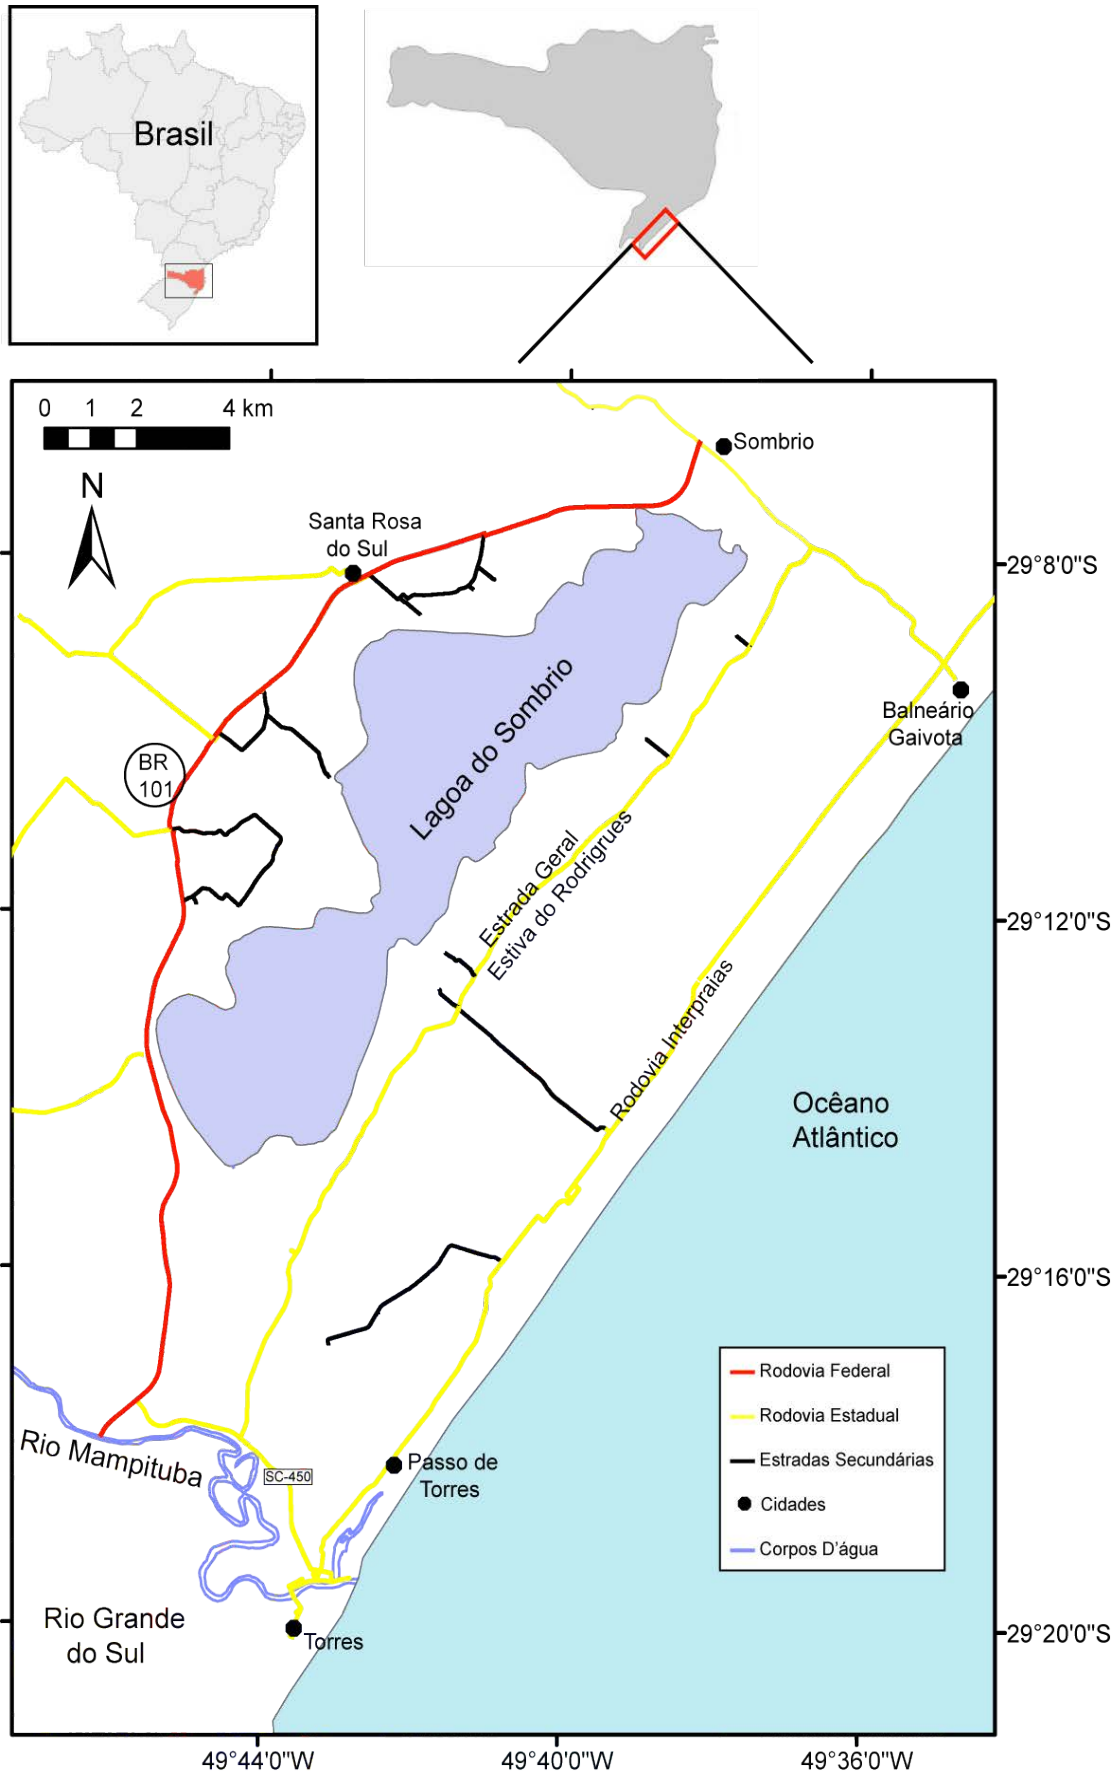 Brasil
0 1 2 4 km
N
Sombrio
Santa Rosa
do Sul
29°8'0"S
Lagoa do Sombrio
Balneário
Gaivota
BR
101
Estrada Geral
Estiva do Rodrigrues
29°12'0"S
Rodovia Interpraias
Ocêano
Atlântico
29°16'0"S
Rodovia Federal
Rodovia Estadual
Estradas Secundárias
Cidades
Corpos D'água
Rio Mampituba
SC-450
Passo de
Torres
Rio Grande
do Sul
Torres
29°20'0"S
49°44'0"W 49°40'0"W 49°36'0"W